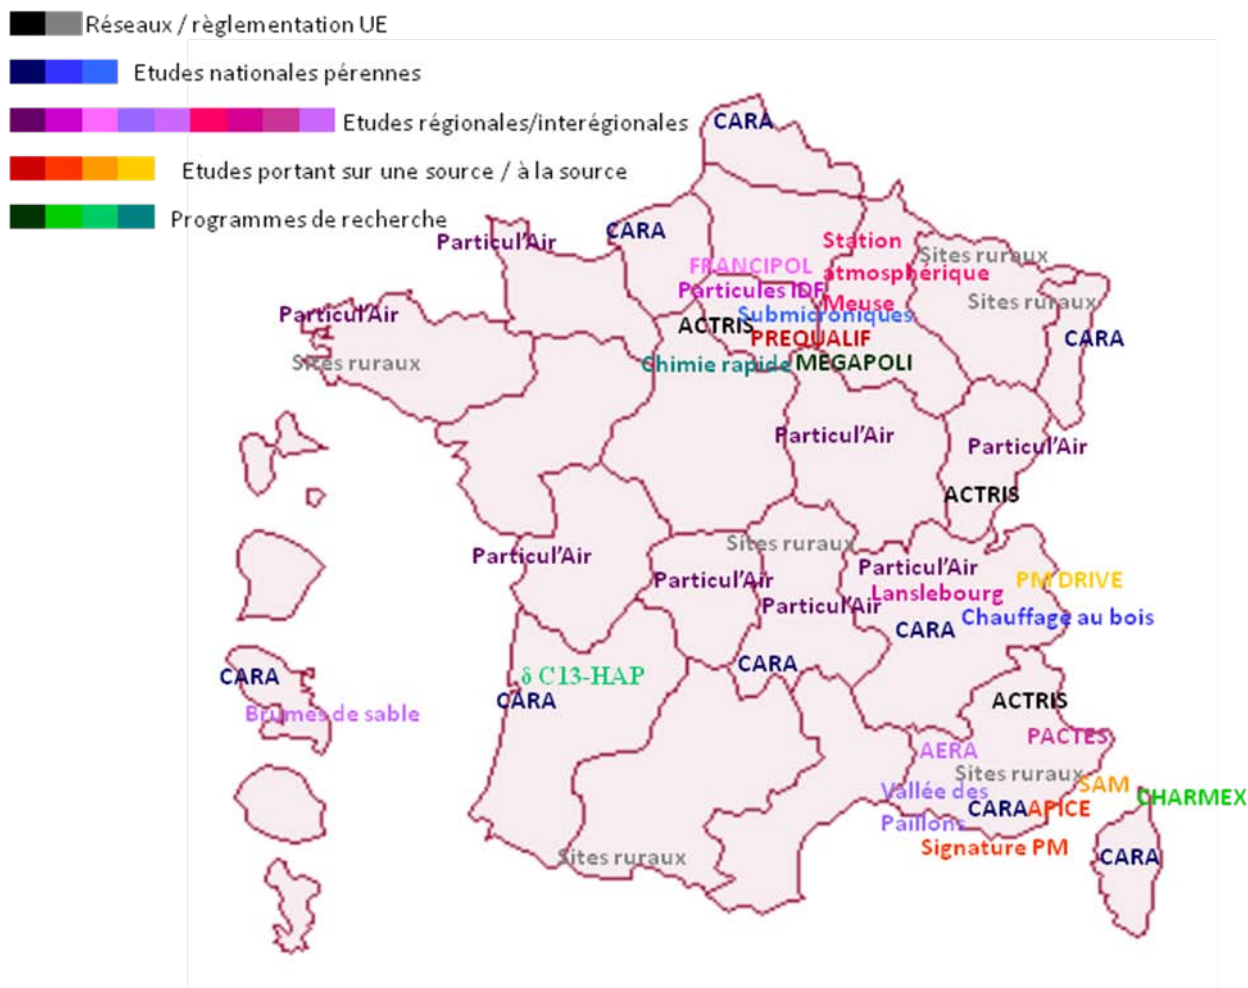 Réseaux / règlementation UE
Etudes nationales pérennes
Etudes régionales/interégionales
Etudes portant sur une source / à la source
Programmes de recherche
CARA
CARA
Particul'Air
Station
atmosphérique
Meuse
Sites ruraux
FRANCIPOL
Particules IDF
Sites ruraux
Particul'Air
Submicroniques
ACTRIS
PREQUALIF
CARA
Sites ruraux
Chimie rapide
MEGAPOLI
Particul'Air
Particul'Air
ACTRIS
Sites ruraux
Particul'Air
Particul'Air
Particul'Air
PM DRIVE
Lanslebourg
Particul'Air
Chauffage au bois
CARA
CARA
CARA
δ C13-HAP
CARA
ACTRIS
Brumes de sable
PACTES
AERA
Sites ruraux
SAM
Vallée des
Paillons
CHARMEX
CARA
APICE
Signature PM
Sites ruraux
CARA